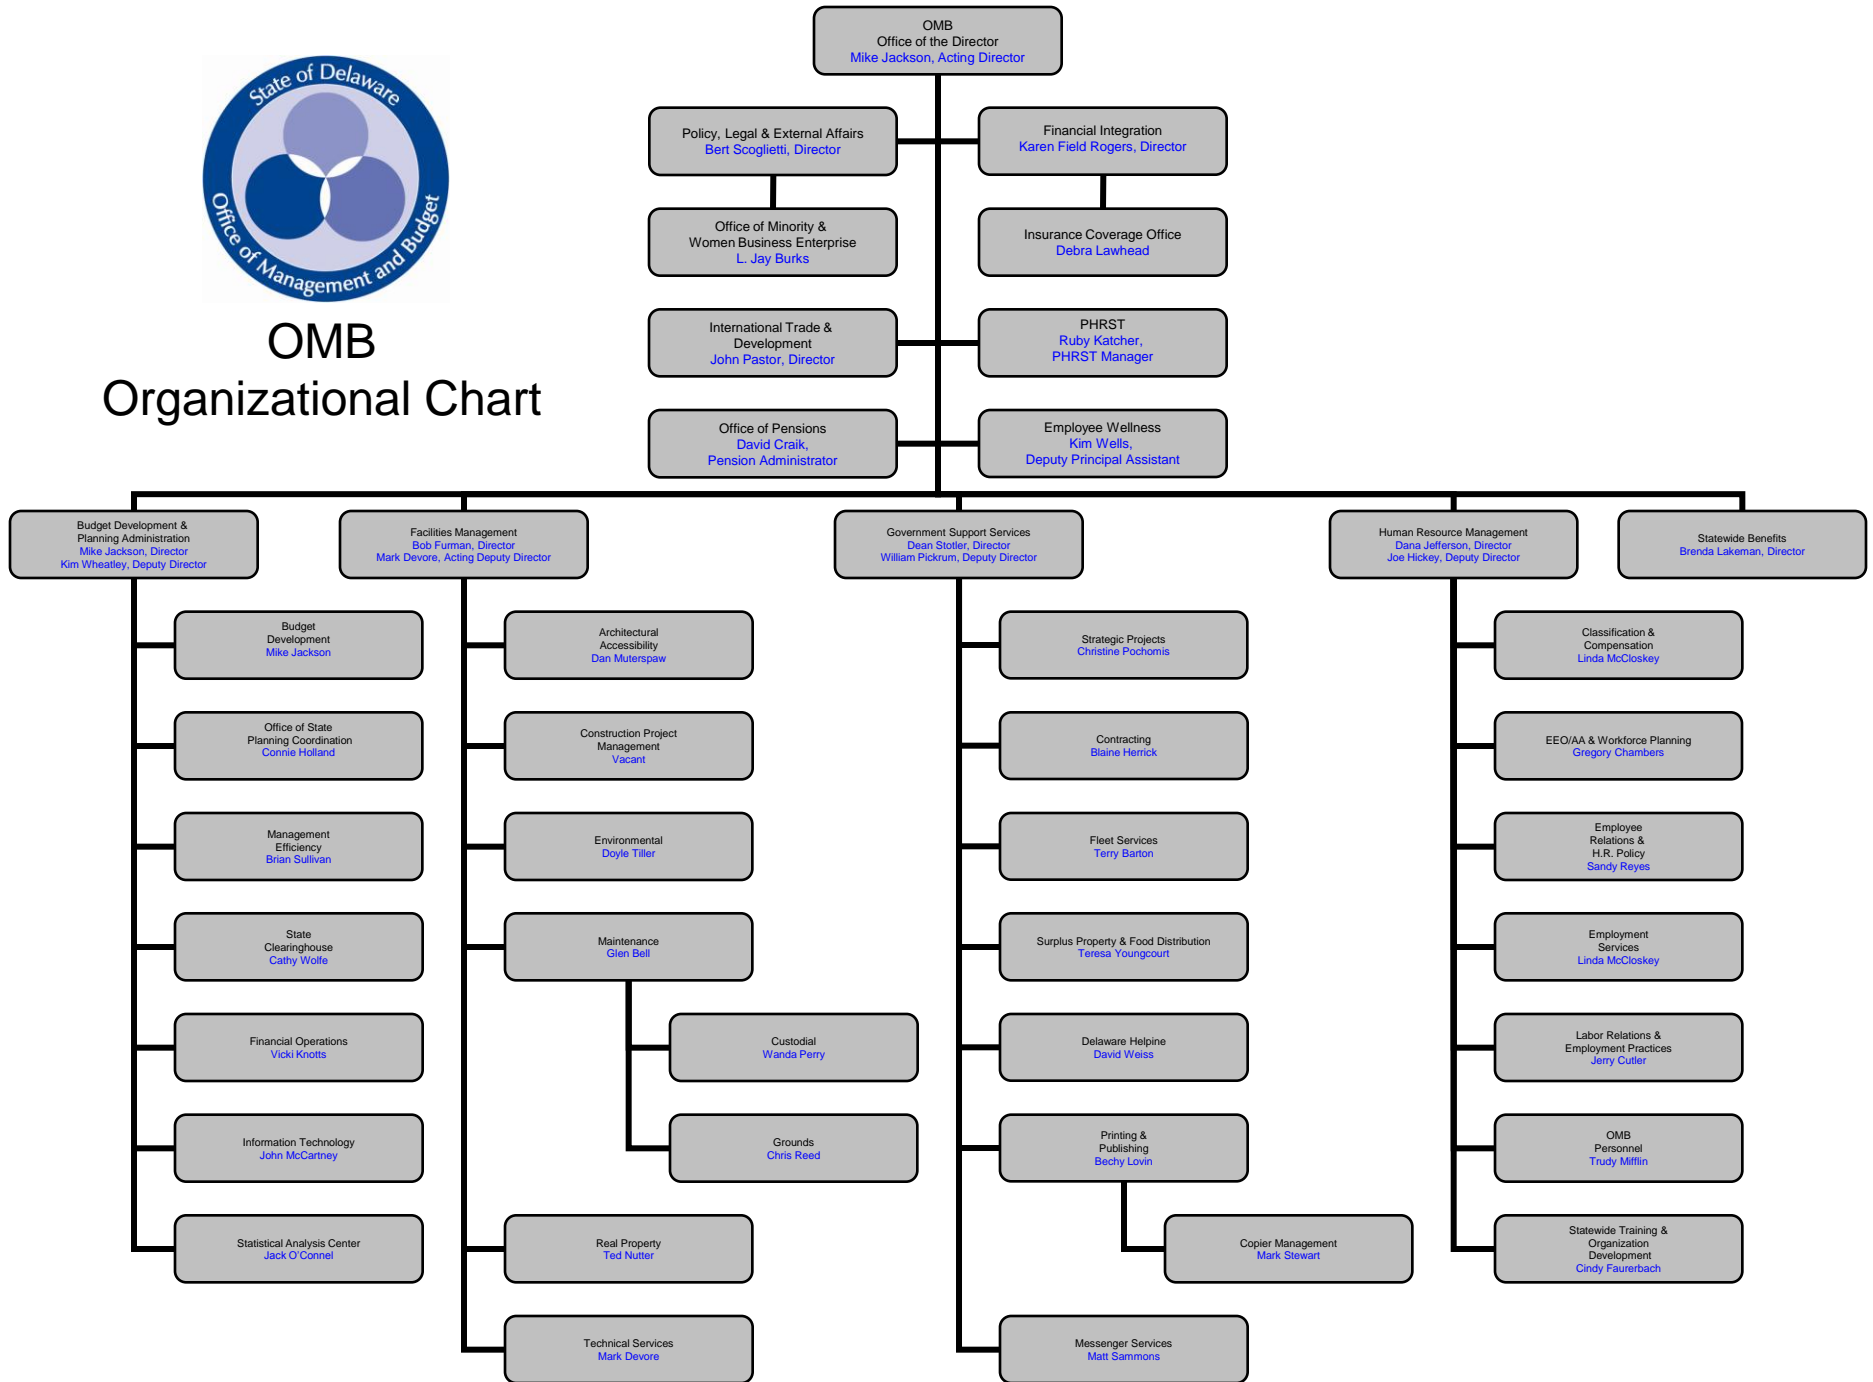 OMB
Office of the Director
Mike Jackson, Acting Director
State of Delaware
Office of Management and Budget
OMB
Organizational Chart
Policy, Legal & External Affairs
Bert Scoglietti, Director
Financial Integration
Karen Field Rogers, Director
Office of Minority &
Women Business Enterprise
L. Jay Burks
Insurance Coverage Office
Debra Lawhead
International Trade &
Development
John Pastor, Director
PHRST
Ruby Katcher,
PHRST Manager
Office of Pensions
David Craik,
Pension Administrator
Employee Wellness
Kim Wells,
Deputy Principal Assistant
Budget Development &
Planning Administration
Mike Jackson, Director
Kim Wheatley, Deputy Director
Facilities Management
Bob Furman, Director
Mark Devore, Acting Deputy Director
Government Support Services
Dean Stotler, Director
William Pickrum, Deputy Director
Human Resource Management
Dana Jefferson, Director
Joe Hickey, Deputy Director
Statewide Benefits
Brenda Lakeman, Director
Budget
Development
Mike Jackson
Office of State
Planning Coordination
Connie Holland
Management
Efficiency
Brian Sullivan
State
Clearinghouse
Cathy Wolfe
Financial Operations
Vicki Knotts
Information Technology
John McCartney
Statistical Analysis Center
Jack O'Connel
Architectural
Accessibility
Dan Muterspaw
Construction Project
Management
Vacant
Environmental
Doyle Tiller
Maintenance
Glen Bell
Custodial
Wanda Perry
Grounds
Chris Reed
Real Property
Ted Nutter
Technical Services
Mark Devore
Strategic Projects
Christine Pochomis
Contracting
Blaine Herrick
Fleet Services
Terry Barton
Surplus Property & Food Distribution
Teresa Youngcourt
Delaware Helpine
David Weiss
Printing &
Publishing
Bechy Lovin
Copier Management
Mark Stewart
Messenger Services
Matt Sammons
Classification &
Compensation
Linda McCloskey
EEO/AA & Workforce Planning
Gregory Chambers
Employee
Relations &
H.R. Policy
Sandy Reyes
Employment
Services
Linda McCloskey
Labor Relations &
Employment Practices
Jerry Cutler
OMB
Personnel
Trudy Mifflin
Statewide Training &
Organization
Development
Cindy Faurerbach